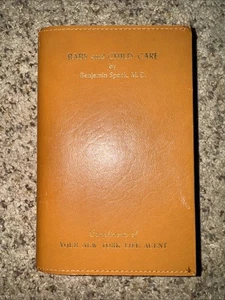 BABY and CHILD CARE
by
Benjamin Spock, M.D.
Compliments of
YOUR NEW YORK LIFE AGENT